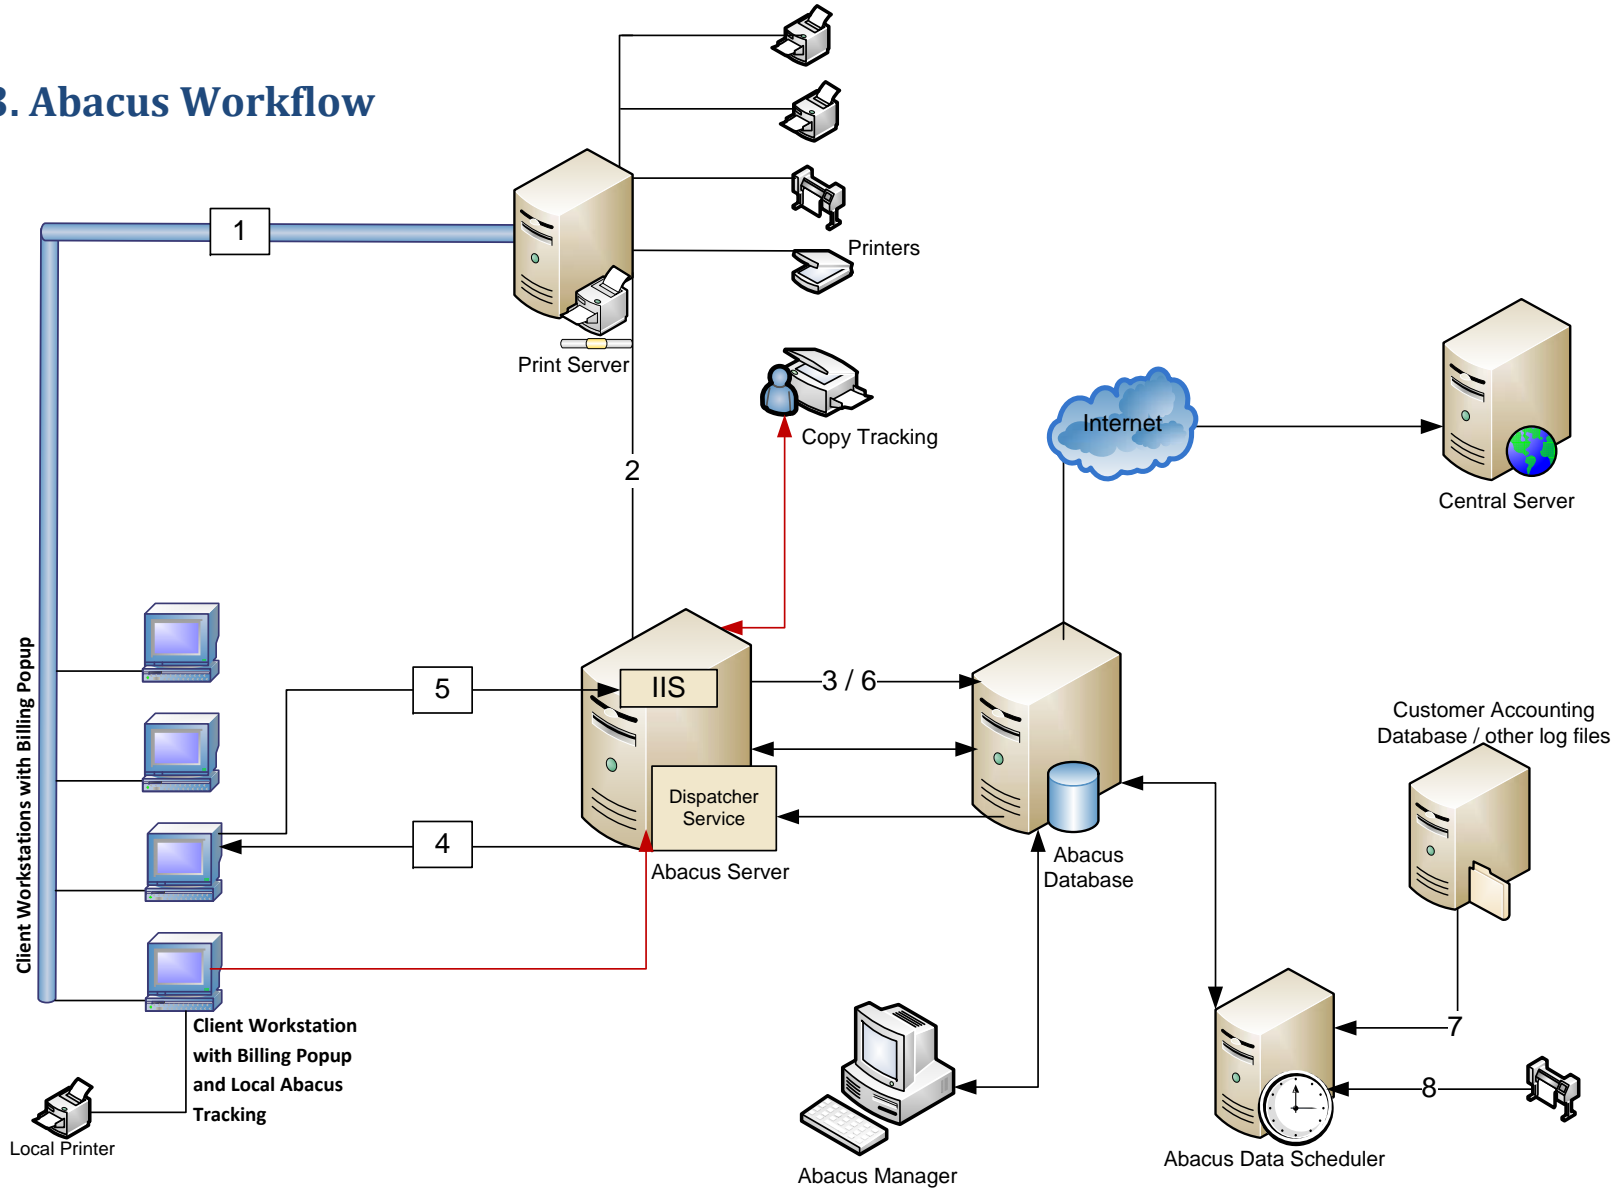 3. Abacus Workflow
1
Printers
Print Server
Copy Tracking
Internet
Central Server
2
Client Workstations with Billing Popup
5
IIS
3 / 6
Customer Accounting
Database / other log files
Dispatcher
Service
4
Abacus Server
Abacus
Database
Client Workstation
with Billing Popup
and Local Abacus
Tracking
7
8
Local Printer
Abacus Manager
Abacus Data Scheduler